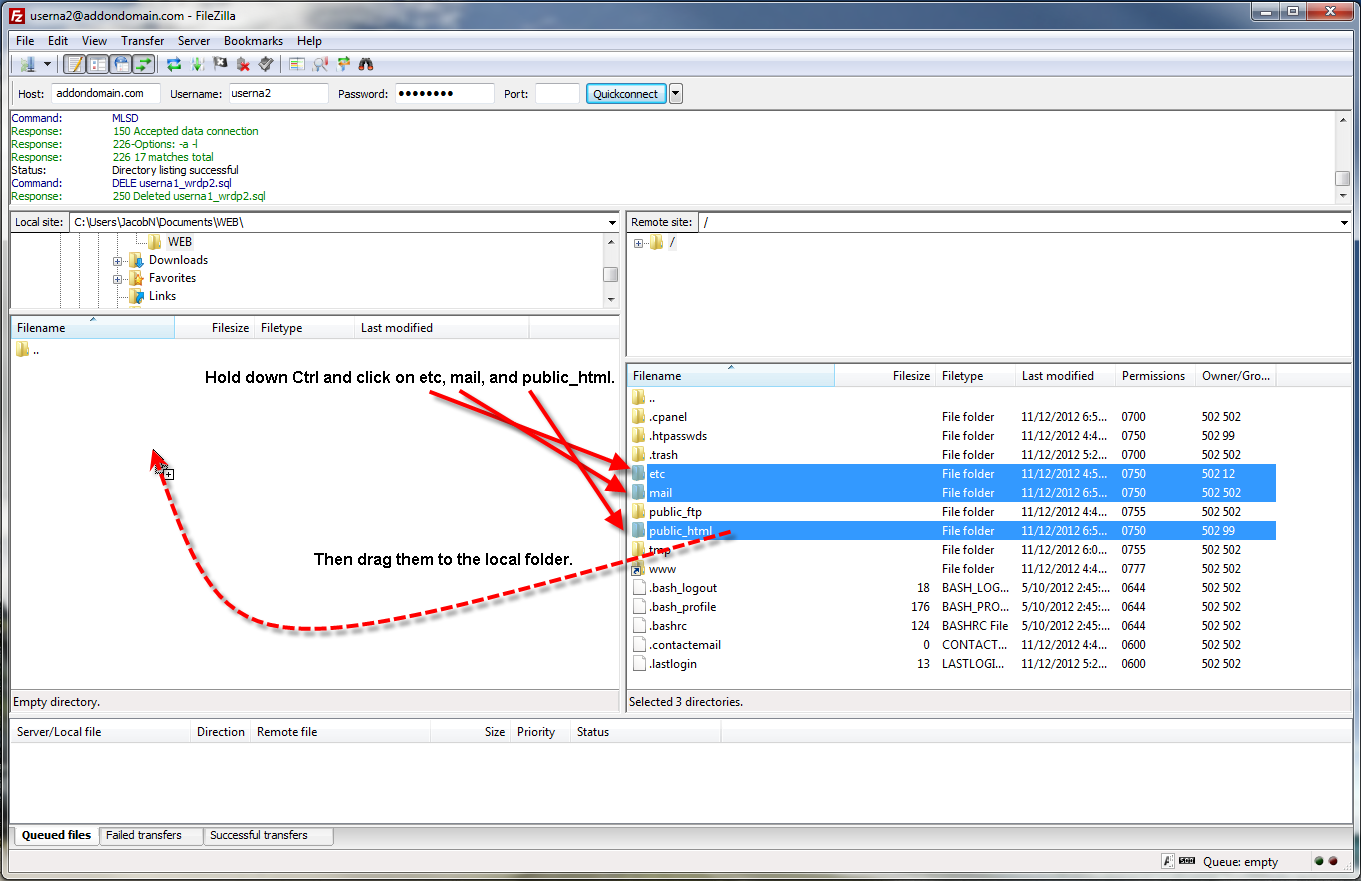 userna2@addondomain.com - FileZilla
File Edit View Transfer Server Bookmarks Help
Host: addondomain.com Username: userna2 Password: ●●●●●●●● Port: Quickconnect
Command: MLSD
Response: 150 Accepted data connection
Response: 226-Options: -a -l
Response: 226 17 matches total
Status: Directory listing successful
Command: DELE userna1_wrdp2.sql
Response: 250 Deleted userna1_wrdp2.sql
Local site: C:\Users\JacobN\Documents\WEB\
WEB
Downloads
Favorites
Links
Filename Filesize Filetype Last modified
..
Hold down Ctrl and click on etc, mail, and public_html.
Then drag them to the local folder.
Empty directory.
Remote site: /
/
Filename Filesize Filetype Last modified Permissions Owner/Gro...
..
.cpanel File folder 11/12/2012 6:5... 0700 502 502
.htpasswds File folder 11/12/2012 4:4... 0750 502 99
.trash File folder 11/12/2012 5:2... 0700 502 502
etc File folder 11/12/2012 4:5... 0750 502 12
mail File folder 11/12/2012 6:5... 0750 502 502
public_ftp File folder 11/12/2012 4:4... 0755 502 502
public_html File folder 11/12/2012 6:5... 0750 502 99
tmp File folder 11/12/2012 6:0... 0755 502 502
www File folder 11/12/2012 4:4... 0777 502 502
.bash_logout 18 BASH_LOG... 5/10/2012 2:45:... 0644 502 502
.bash_profile 176 BASH_PRO... 5/10/2012 2:45:... 0644 502 502
.bashrc 124 BASHRC File 5/10/2012 2:45:... 0644 502 502
.contactemail 0 CONTACT... 11/12/2012 4:4... 0600 502 502
.lastlogin 13 LASTLOGI... 11/12/2012 5:2... 0600 502 502
Selected 3 directories.
Server/Local file Direction Remote file Size Priority Status
Queued files Failed transfers Successful transfers
Queue: empty